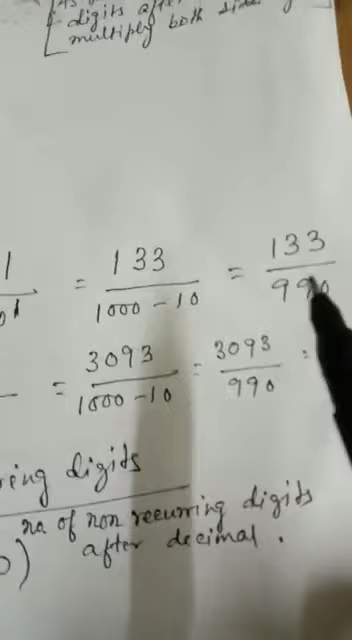 digits after
multiply both side
1 = 133 / 1000 - 10 = 133 / 990
= 3093 / 1000 - 10 = 3093 / 990 =
ring digits
no of non recurring digits
after decimal.